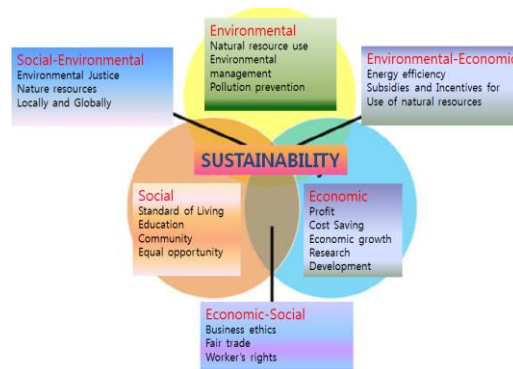 Environmental
Natural resource use
Environmental
management
Pollution prevention
Social-Environmental
Environmental Justice
Nature resources
Locally and Globally
Environmental-Economic
Energy efficiency
Subsidies and Incentives for
Use of natural resources
SUSTAINABILITY
Social
Standard of Living
Education
Community
Equal opportunity
Economic
Profit
Cost Saving
Economic growth
Research
Development
Economic-Social
Business ethics
Fair trade
Worker's rights